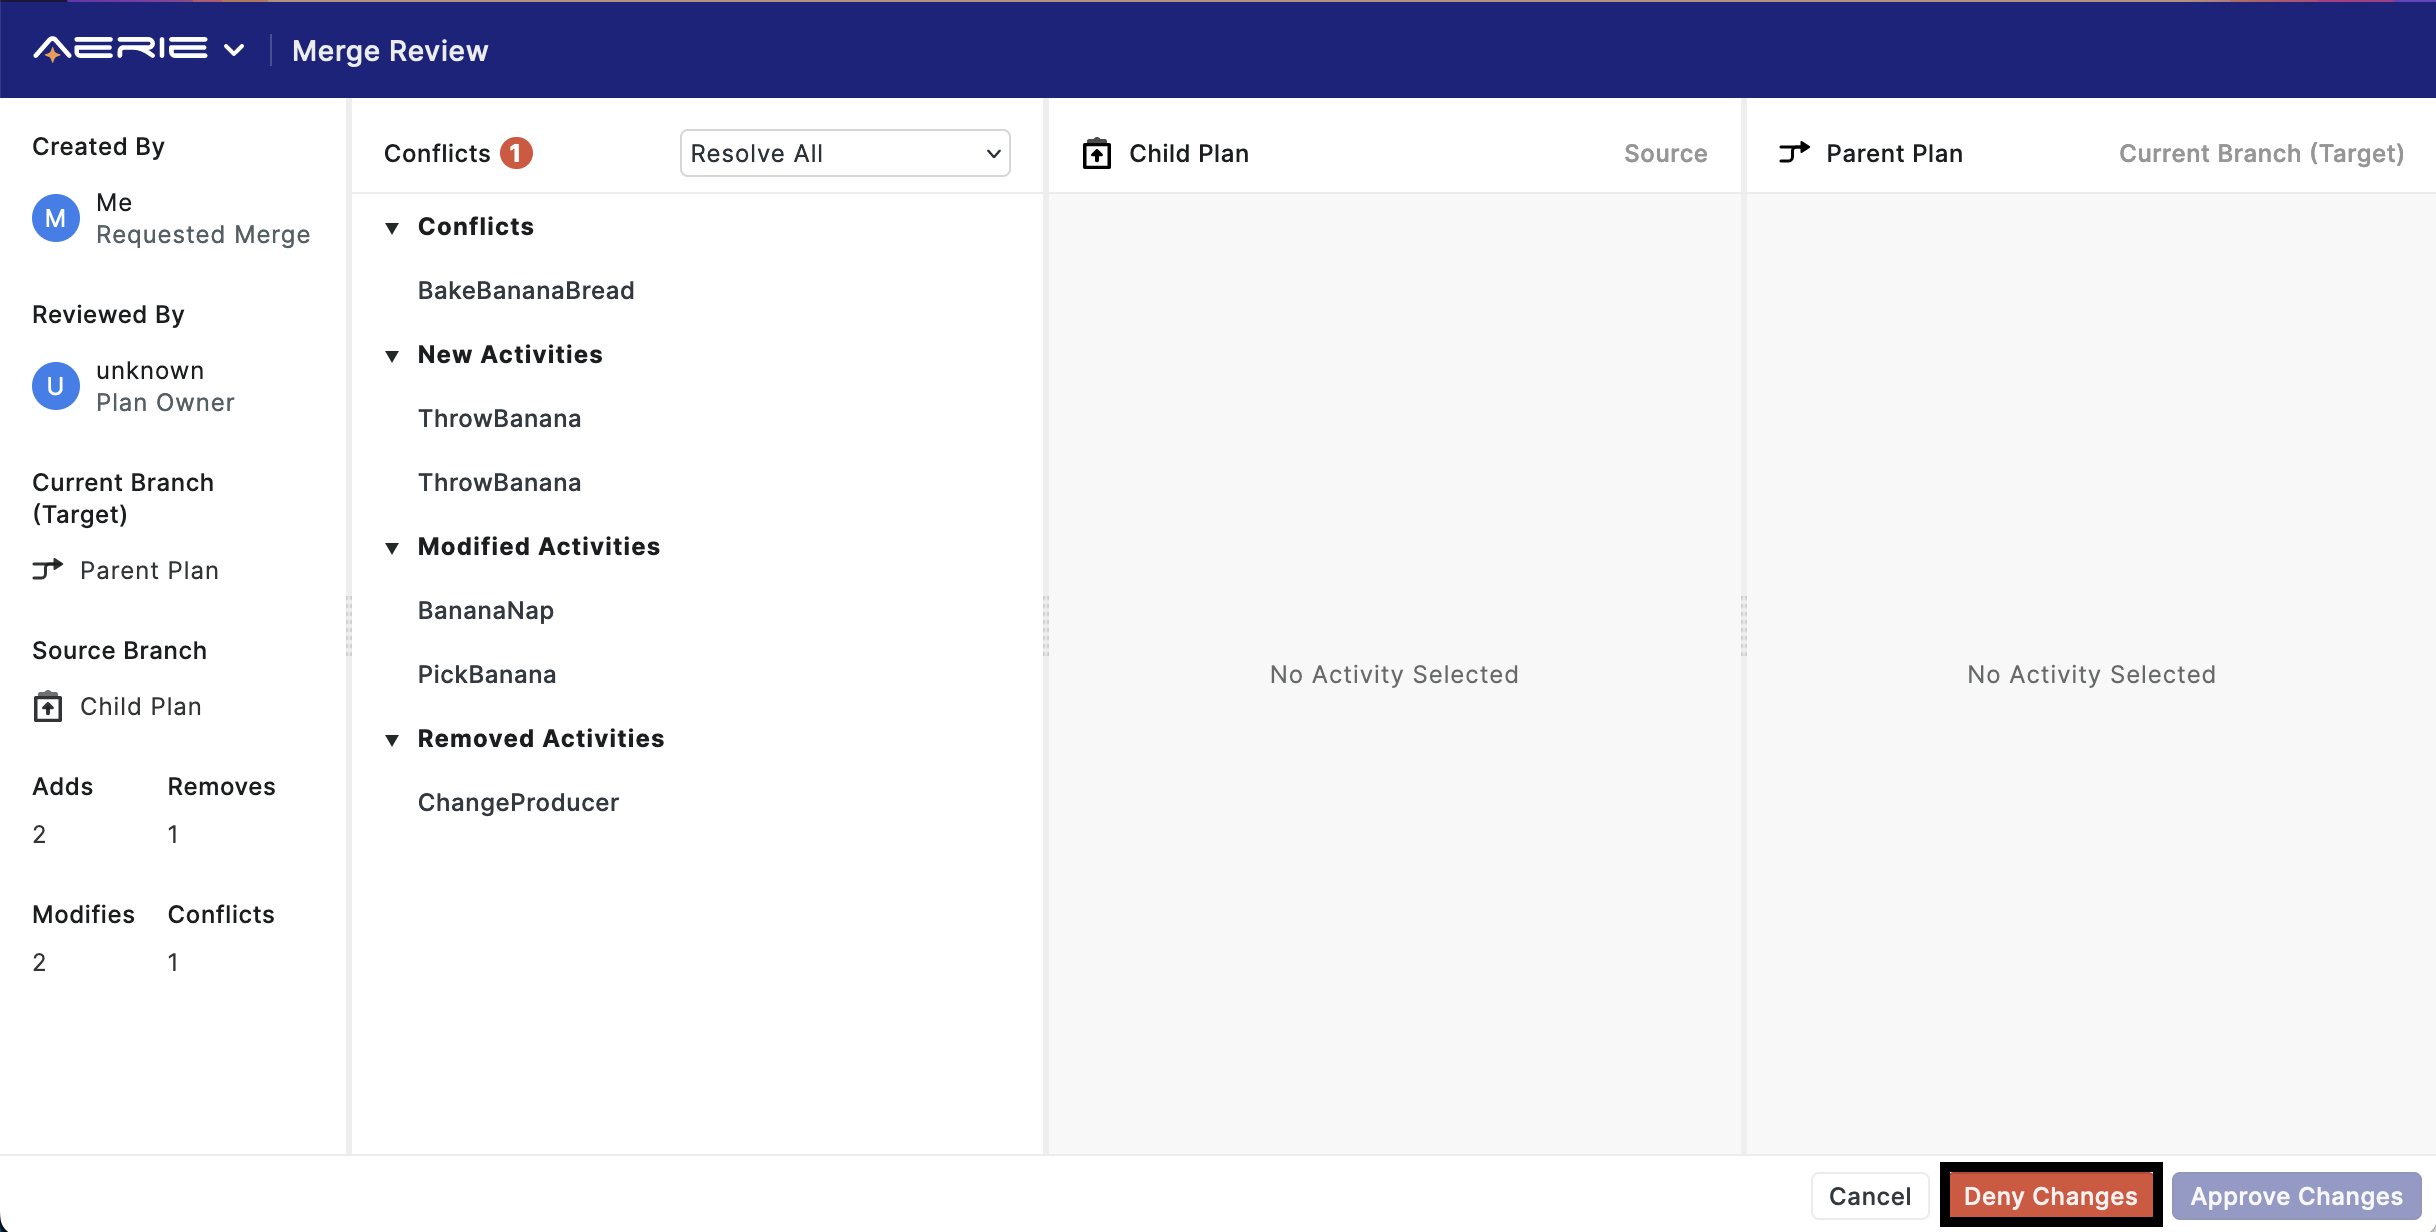 AERIE
Merge Review
Created By
M
Me
Requested Merge
Reviewed By
U
unknown
Plan Owner
Current Branch
(Target)
Parent Plan
Source Branch
Child Plan
Adds Removes
2 1
Modifies Conflicts
2 1
Conflicts 1
Resolve All
Conflicts
BakeBananaBread
New Activities
ThrowBanana
ThrowBanana
Modified Activities
BananaNap
PickBanana
Removed Activities
ChangeProducer
Child Plan Source
No Activity Selected
Parent Plan Current Branch (Target)
No Activity Selected
Cancel Deny Changes Approve Changes